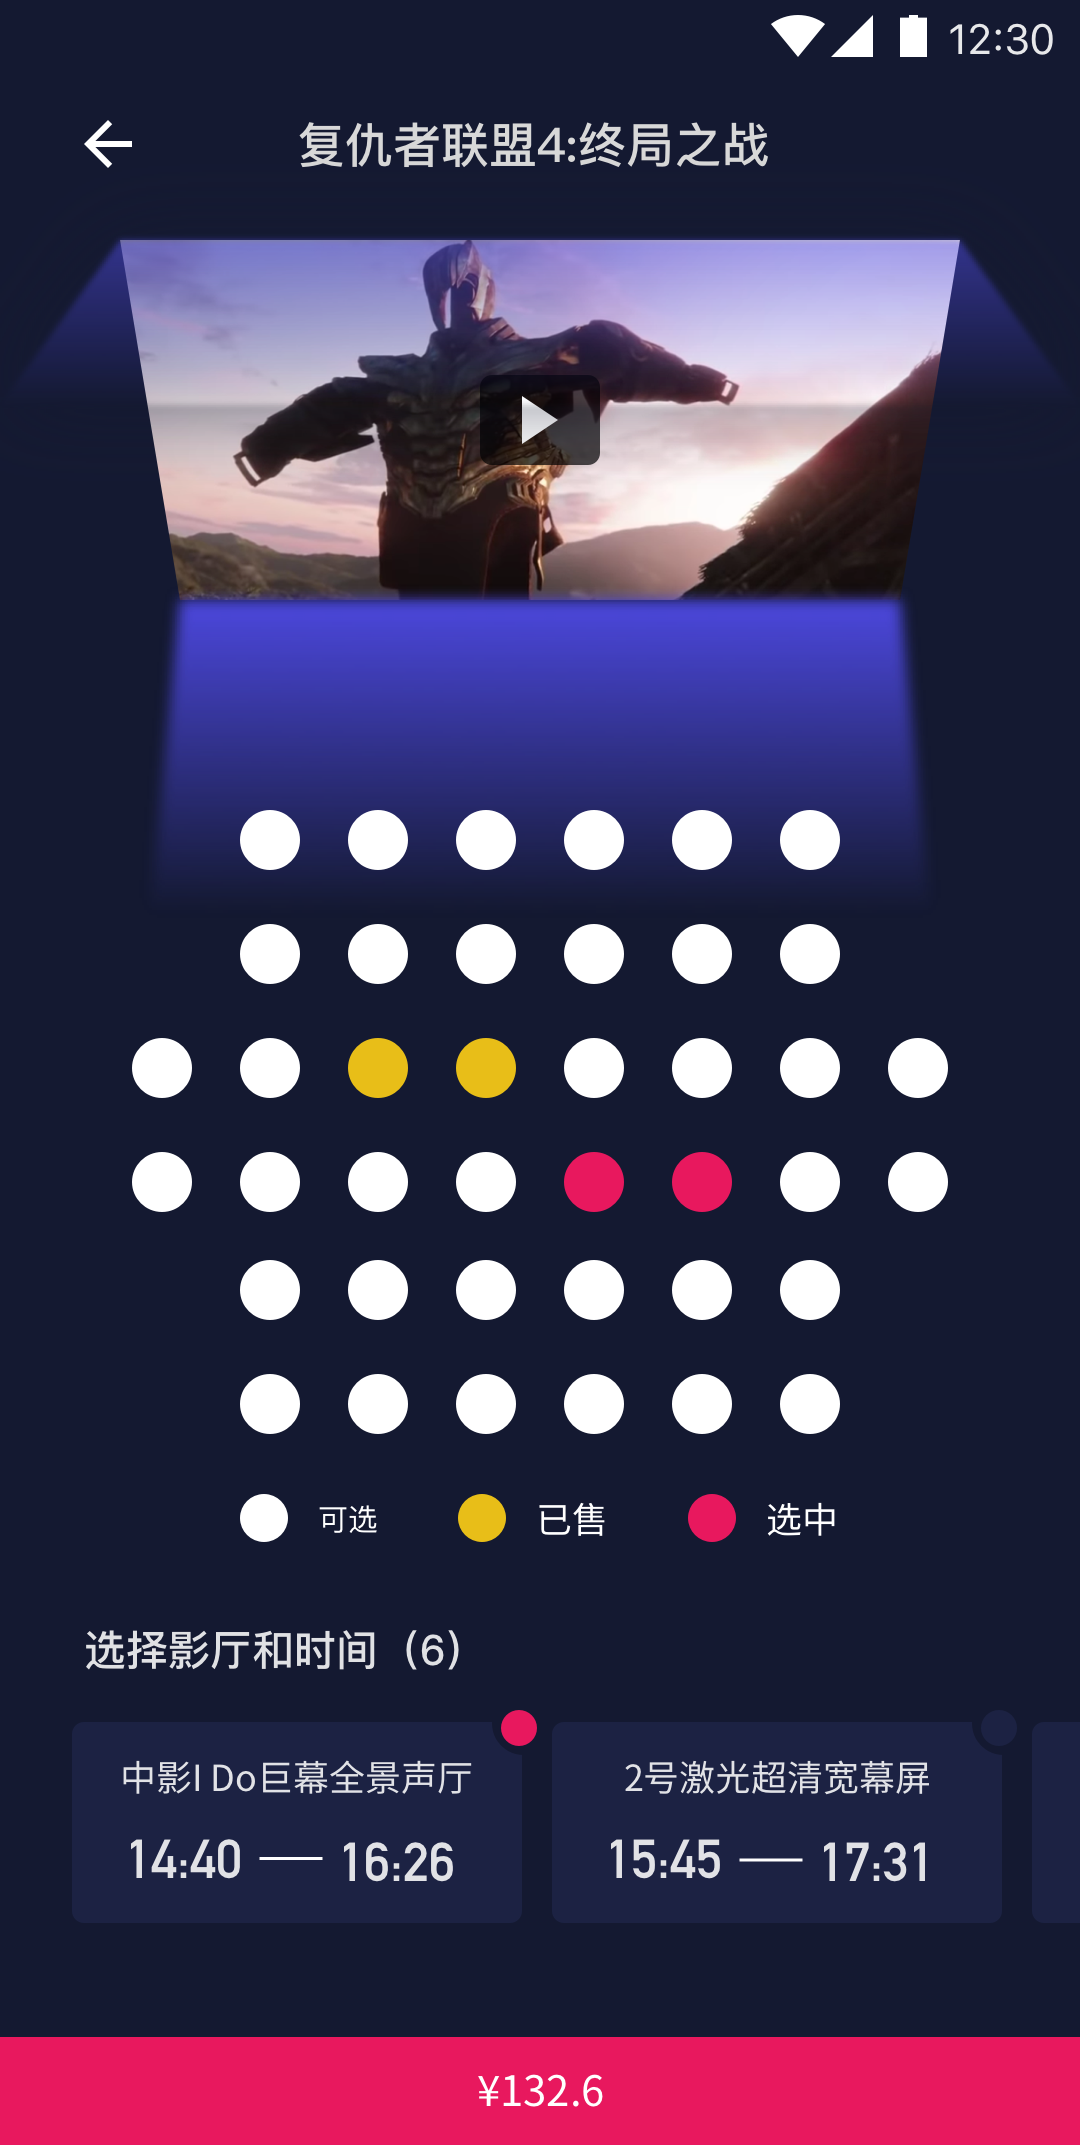 12:30
复仇者联盟4:终局之战
可选 已售 选中
选择影厅和时间（6）
中影I Do巨幕全景声厅
14:40 — 16:26
2号激光超清宽幕屏
15:45 — 17:31
¥132.6